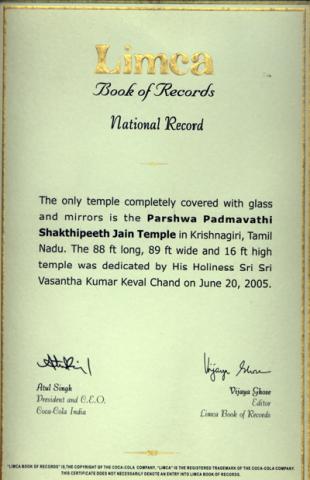 Limca
Book of Records
National Record
The only temple completely covered with glass
and mirrors is the Parshwa Padmavathi
Shakthipeeth Jain Temple in Krishnagiri, Tamil
Nadu. The 88 ft long, 89 ft wide and 16 ft high
temple was dedicated by His Holiness Sri Sri
Vasantha Kumar Keval Chand on June 20, 2005.
Atul Singh
President and C.E.O.
Coca-Cola India
Vijaya Ghose
Vijaya Ghose
Editor
Limca Book of Records
"LIMCA BOOK OF RECORDS" IS THE COPYRIGHT OF THE COCA-COLA COMPANY. "LIMCA" IS THE REGISTERED TRADEMARK OF THE COCA-COLA COMPANY.
THIS CERTIFICATE DOES NOT NECESSARILY DENOTE AN ENTRY INTO LIMCA BOOK OF RECORDS.